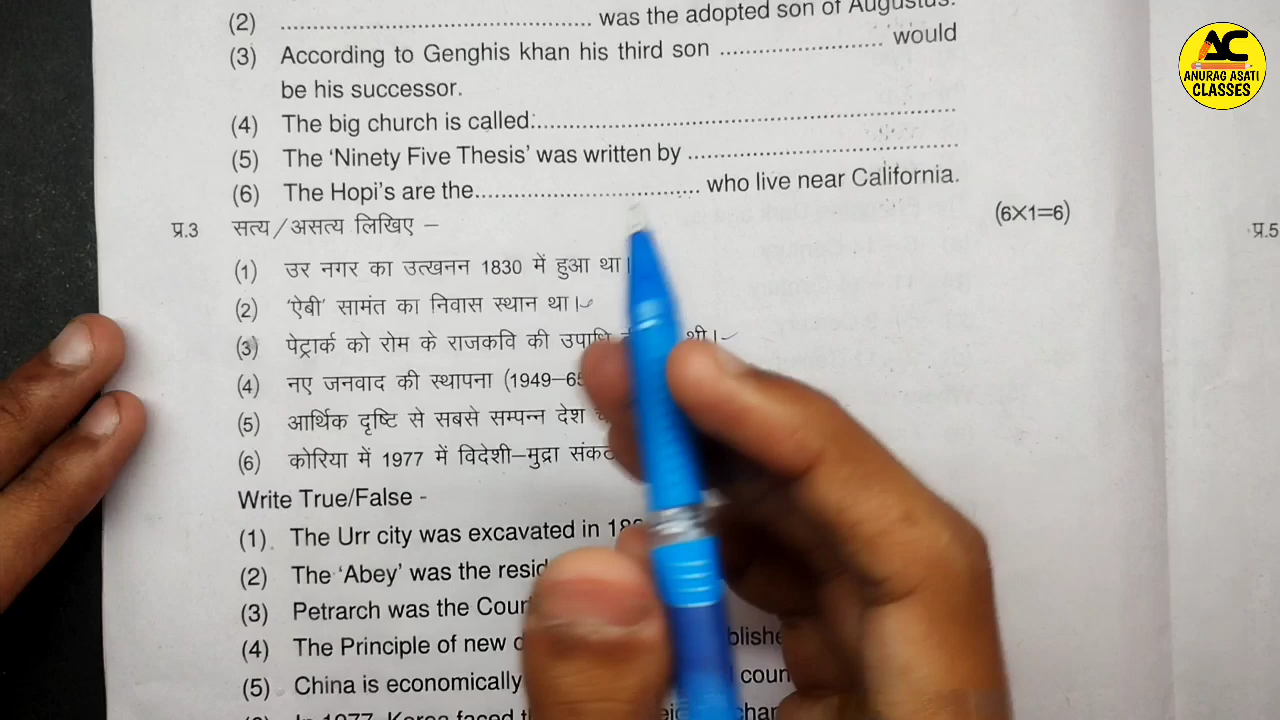 (2) ............................................... was the adopted son of Augustus.
(3) According to Genghis khan his third son ......................... would
be his successor.
(4) The big church is called:................................................................
(5) The ‘Ninety Five Thesis’ was written by .........................................
(6) The Hopi’s are the.................................. who live near California.
(6×1=6)
प्र.3 सत्य/असत्य लिखिए –
प्र.5
(1) उर नगर का उत्खनन 1830 में हुआ था।
(2) ‘ऐबी’ सामंत का निवास स्थान था।
(3) पेट्रार्क को रोम के राजकवि की उपाधि थी।
(4) नए जनवाद की स्थापना (1949–65
(5) आर्थिक दृष्टि से सबसे सम्पन्न देश
(6) कोरिया में 1977 में विदेशी–मुद्रा संकट
Write True/False -
(1) The Urr city was excavated in
(2) The ‘Abey’ was the
(3) Petrarch was the
(4) The Principle of new
(5) China is economically
In 1977, Korea faced
AC
ANURAG ASATI
CLASSES